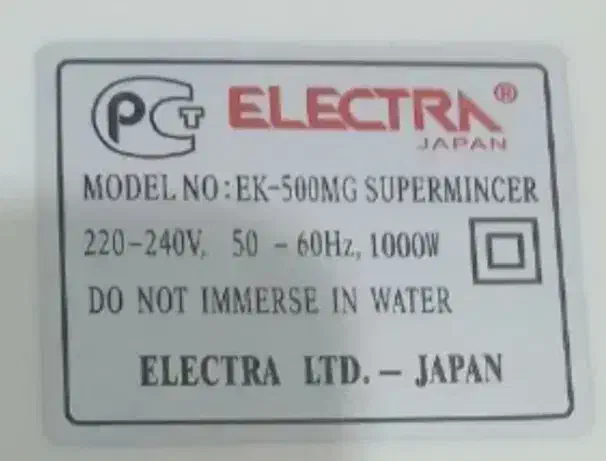 PCT ELECTRA®
JAPAN
MODEL NO:EK-500MG SUPERMINCER
220-240V, 50 - 60Hz, 1000W
DO NOT IMMERSE IN WATER
ELECTRA LTD. - JAPAN